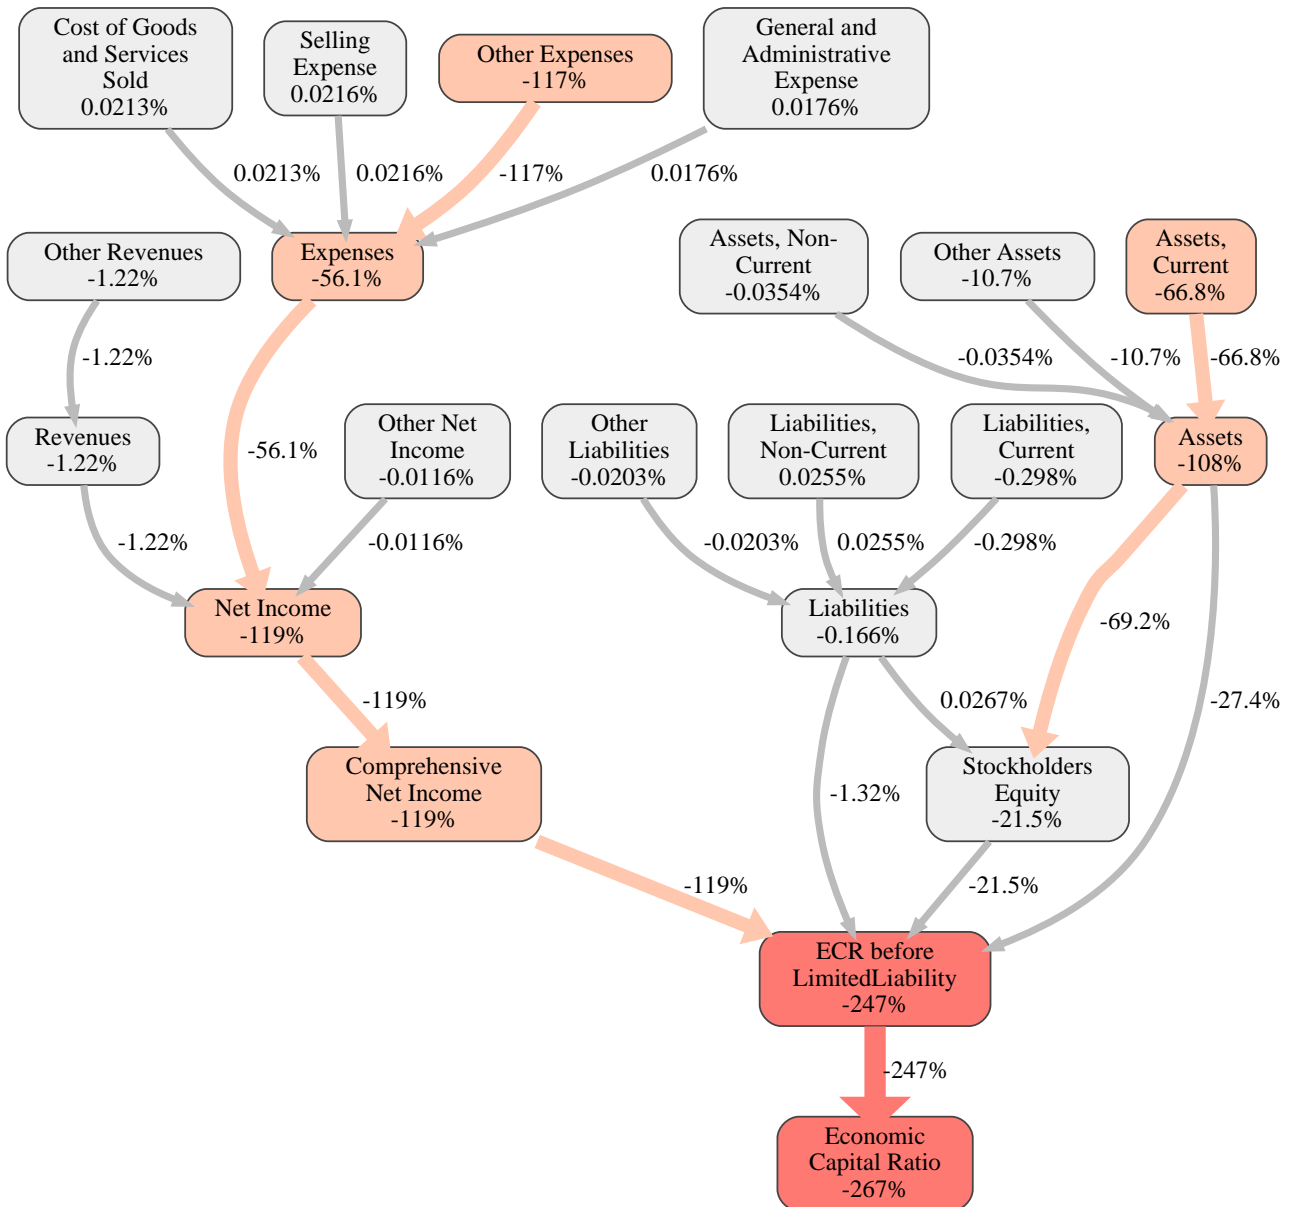 Cost of Goods
and Services
Sold
0.0213%
Selling
Expense
0.0216%
Other Expenses
-117%
General and
Administrative
Expense
0.0176%
0.0213%
0.0216%
-117%
0.0176%
Other Revenues
-1.22%
Expenses
-56.1%
Assets, Non-
Current
-0.0354%
Other Assets
-10.7%
Assets,
Current
-66.8%
-1.22%
-0.0354%
-10.7%
-66.8%
Revenues
-1.22%
-56.1%
Other Net
Income
-0.0116%
Other
Liabilities
-0.0203%
Liabilities,
Non-Current
0.0255%
Liabilities,
Current
-0.298%
Assets
-108%
-1.22%
-0.0116%
-0.0203%
0.0255%
-0.298%
Net Income
-119%
Liabilities
-0.166%
-69.2%
-119%
0.0267%
-27.4%
Comprehensive
Net Income
-119%
-1.32%
Stockholders
Equity
-21.5%
-119%
-21.5%
ECR before
LimitedLiability
-247%
-247%
Economic
Capital Ratio
-267%